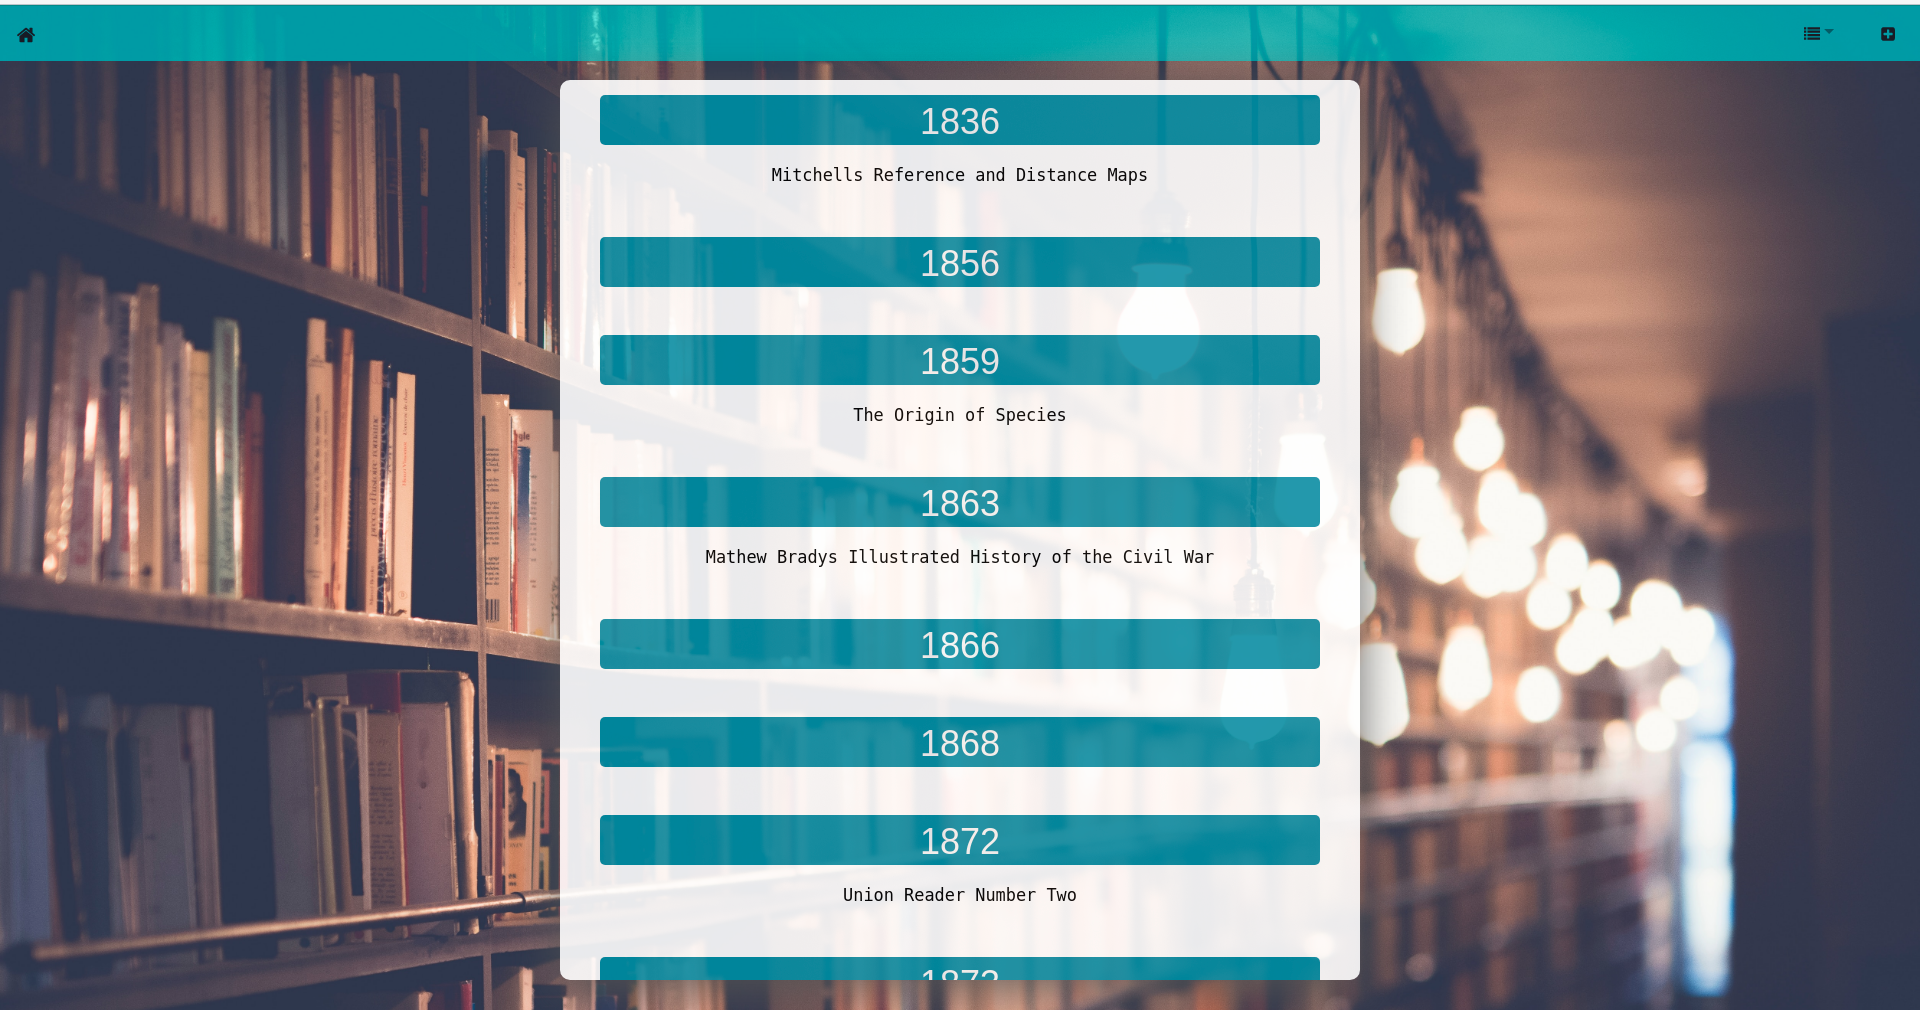 1836
Mitchells Reference and Distance Maps
1856
1859
The Origin of Species
1863
Mathew Bradys Illustrated History of the Civil War
1866
1868
1872
Union Reader Number Two
1873